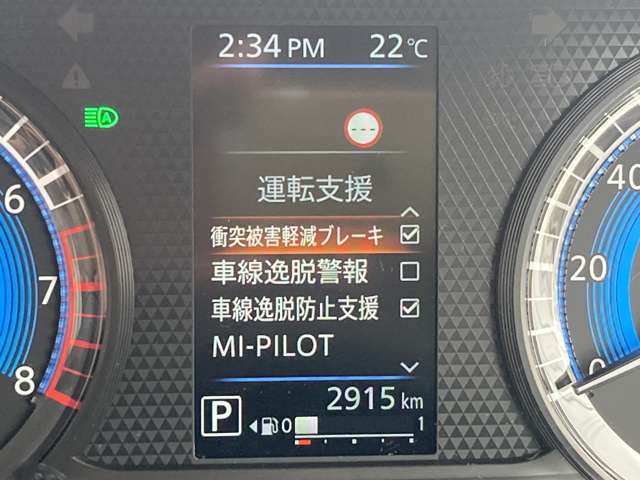 2:34 PM 22℃
---
運転支援
衝突被害軽減ブレーキ
車線逸脱警報
車線逸脱防止支援
MI-PILOT
2915 km
P 0 1
A
6
7
8
40
20
0